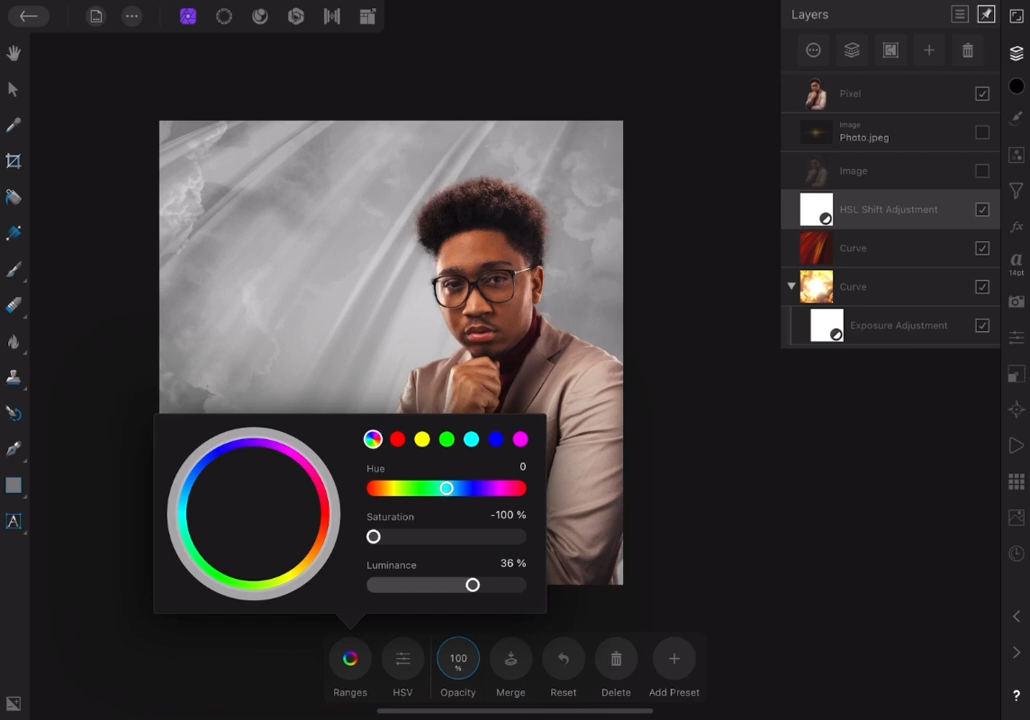 Layers
Pixel
Image
Photo.jpeg
Image
HSL Shift Adjustment
Curve
Curve
Exposure Adjustment
a
14pt
fx
A
Hue 0
Saturation -100 %
Luminance 36 %
100
%
Ranges HSV Opacity Merge Reset Delete Add Preset
?